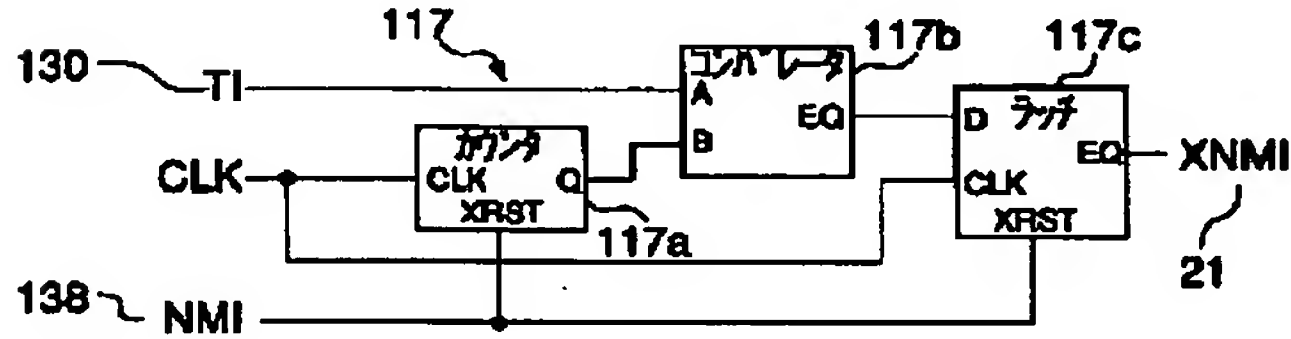 117
117b
117c
130
TI
コンパレータ
A
B
EQ
D
ラッチ
EQ
XNMI
カウンタ
CLK
CLK
Q
XRST
CLK
XRST
117a
21
138
NMI